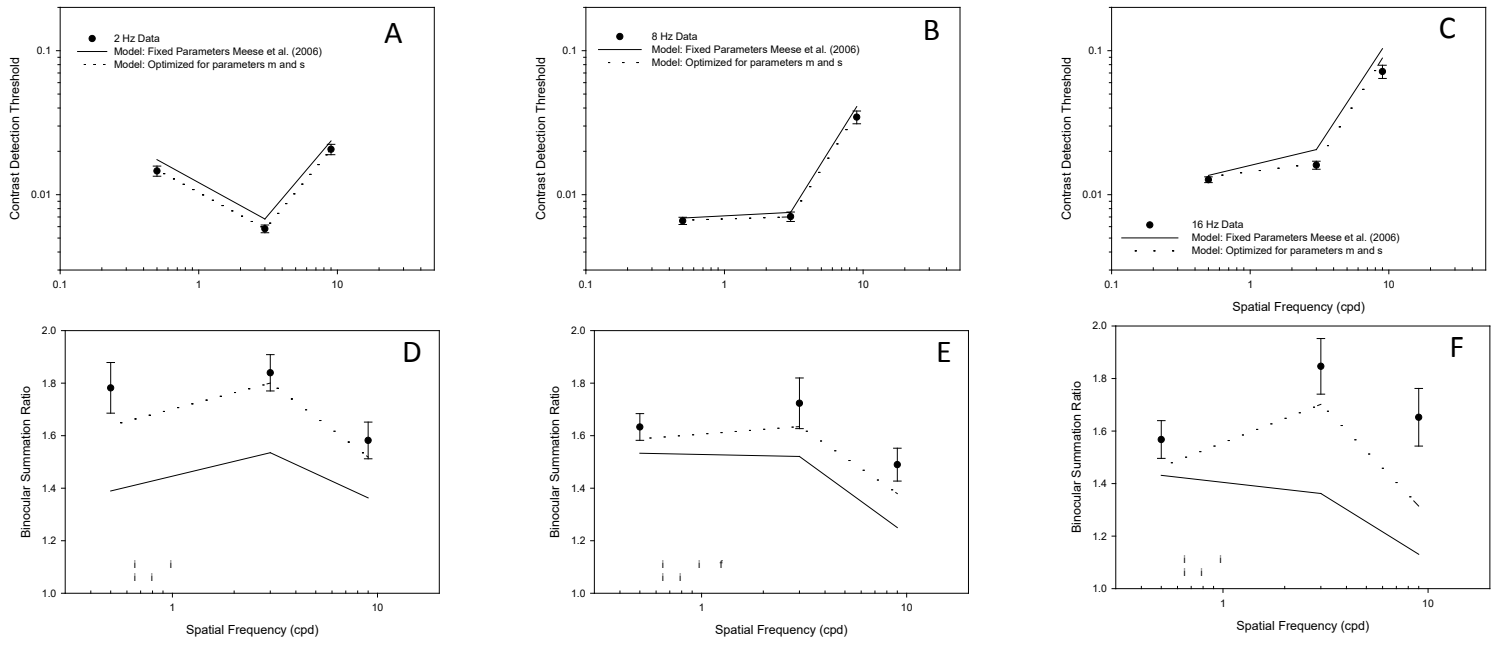 A
2 Hz Data
Model: Fixed Parameters Meese et al. (2006)
Model: Optimized for parameters m and s
Contrast Detection Threshold
0.1
0.01
0.1
1
10
B
8 Hz Data
Model: Fixed Parameters Meese et al. (2006)
Model: Optimized for parameters m and s
Contrast Detection Threshold
0.1
0.01
0.1
1
10
C
Contrast Detection Threshold
0.1
0.01
16 Hz Data
Model: Fixed Parameters Meese et al. (2006)
Model: Optimized for parameters m and s
0.1
1
10
Spatial Frequency (cpd)
D
Binocular Summation Ratio
2.0
1.8
1.6
1.4
1.2
1.0
1
10
Spatial Frequency (cpd)
E
Binocular Summation Ratio
2.0
1.8
1.6
1.4
1.2
1.0
1
10
Spatial Frequency (cpd)
F
Binocular Summation Ratio
2.0
1.8
1.6
1.4
1.2
1.0
1
10
Spatial Frequency (cpd)